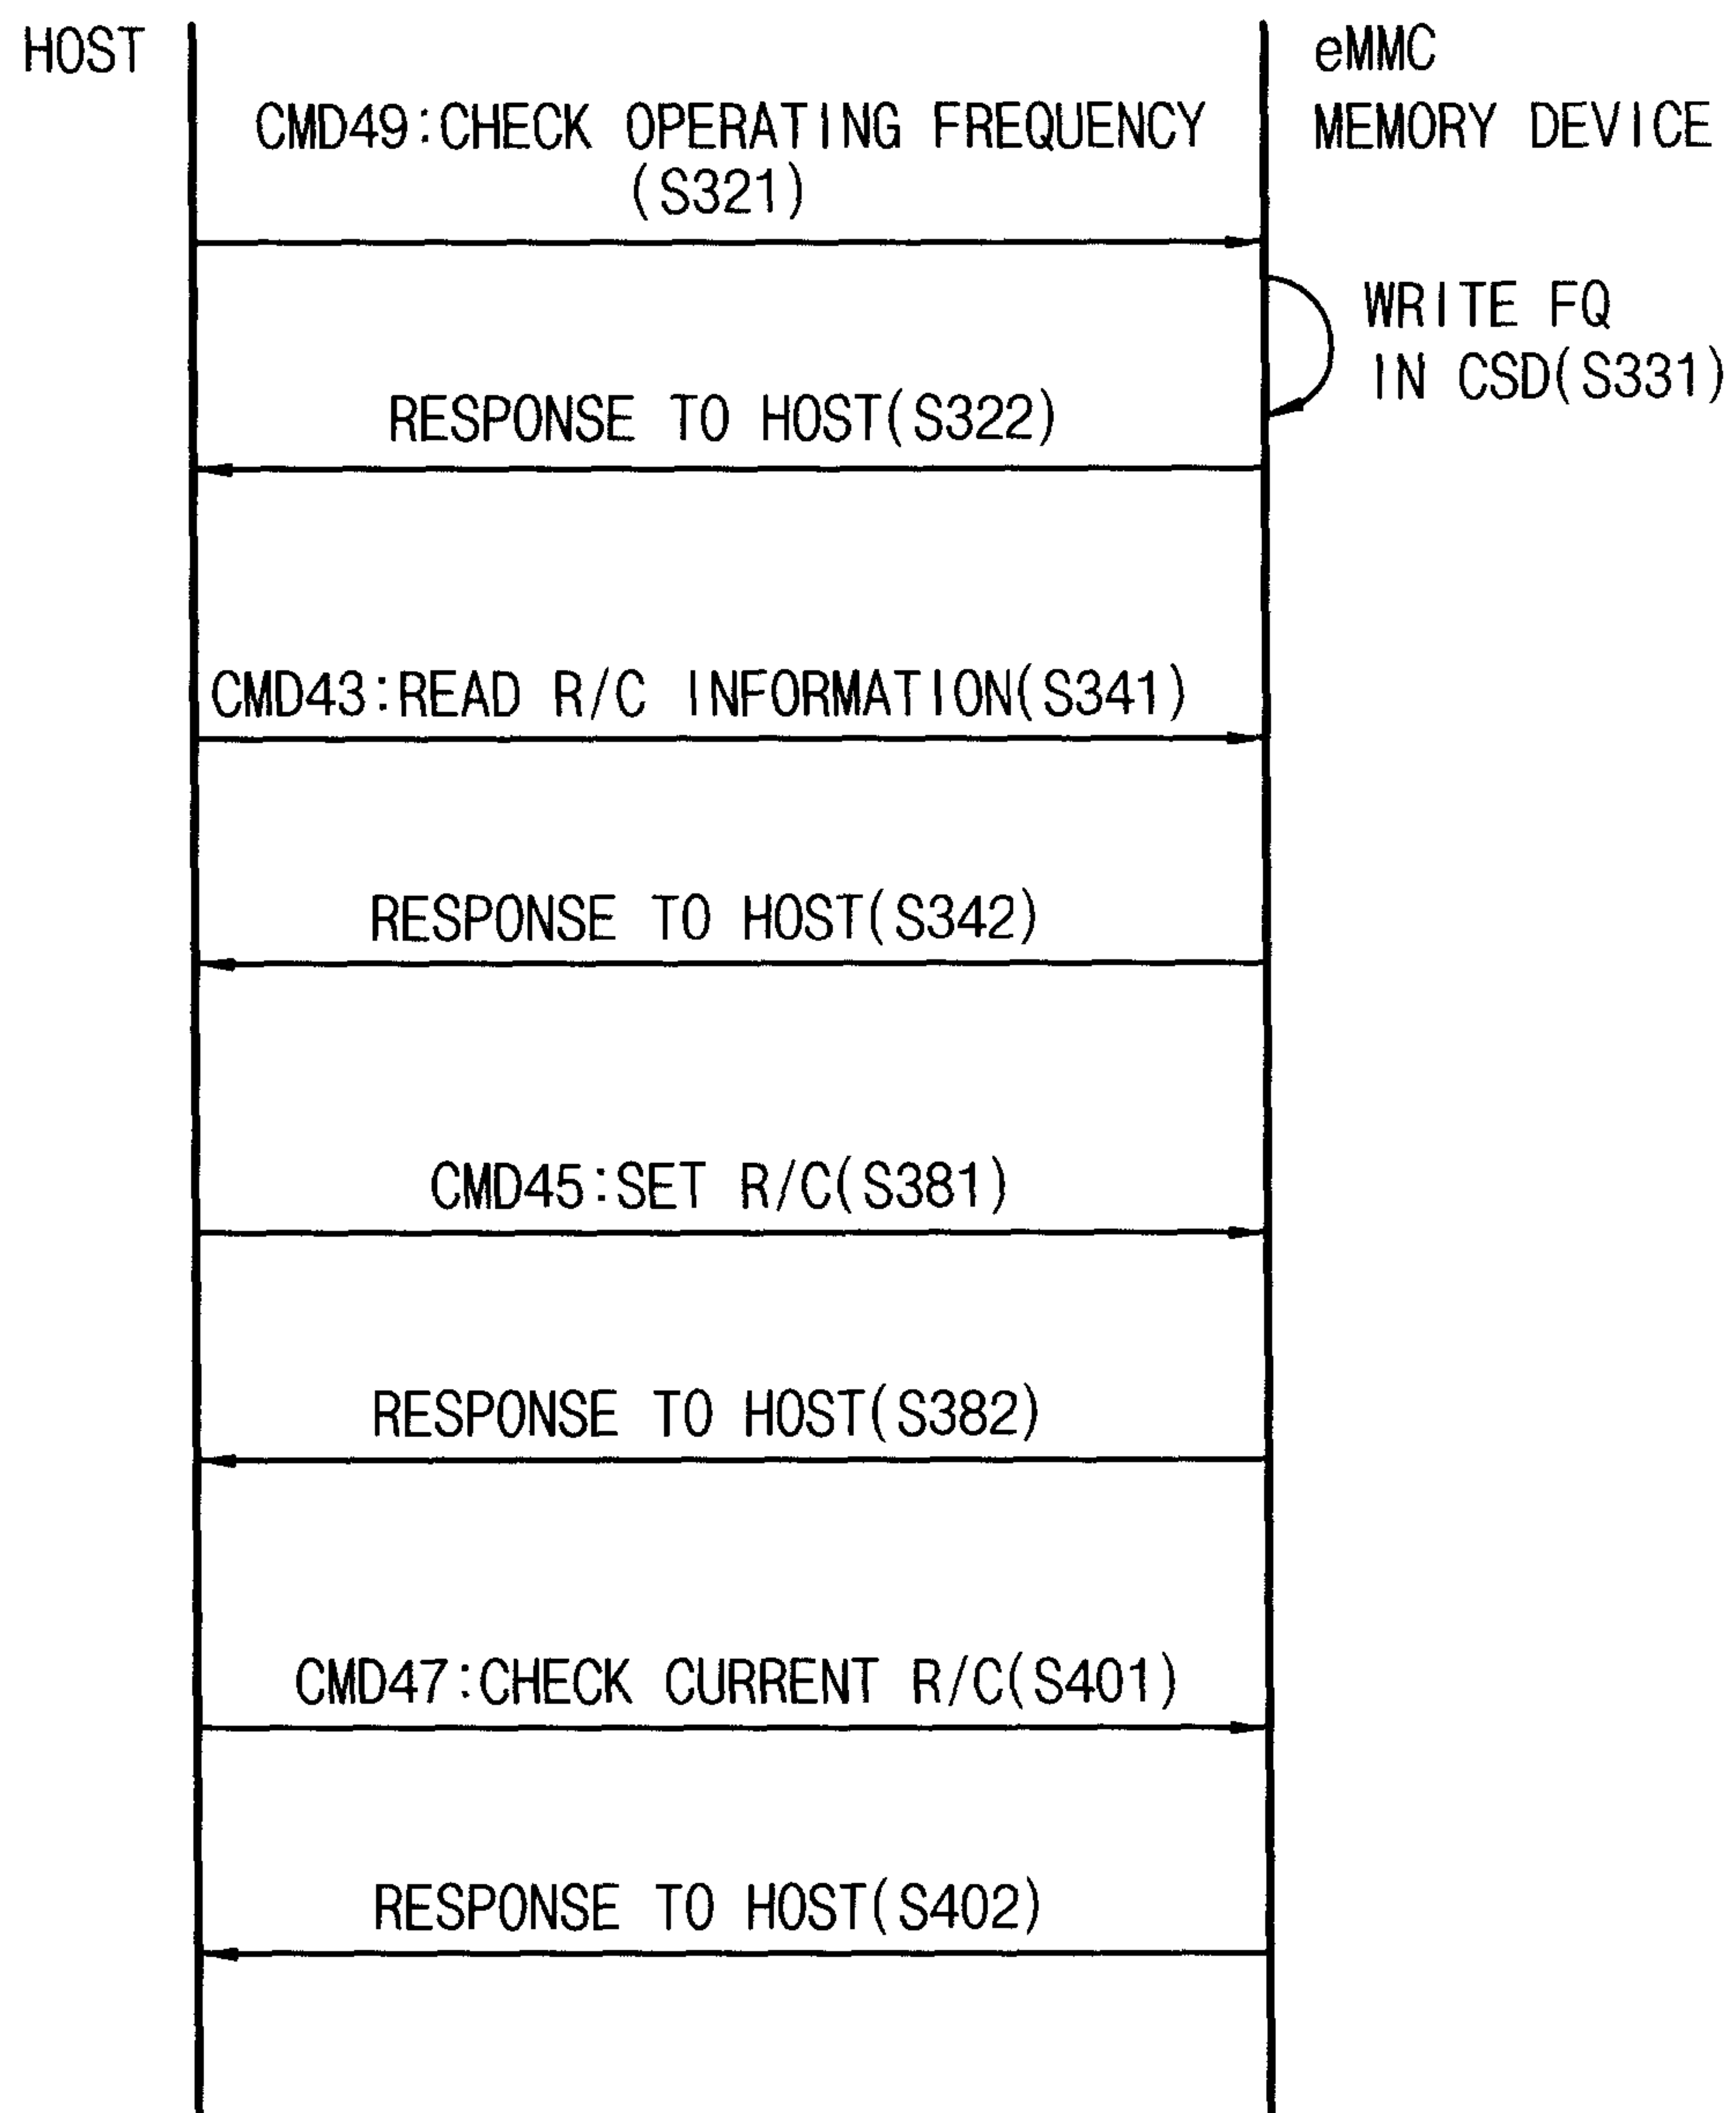 HOST
eMMC
MEMORY DEVICE
CMD49:CHECK OPERATING FREQUENCY
(S321)
WRITE FQ
IN CSD(S331)
RESPONSE TO HOST(S322)
CMD43:READ R/C INFORMATION(S341)
RESPONSE TO HOST(S342)
CMD45:SET R/C(S381)
RESPONSE TO HOST(S382)
CMD47:CHECK CURRENT R/C(S401)
RESPONSE TO HOST(S402)